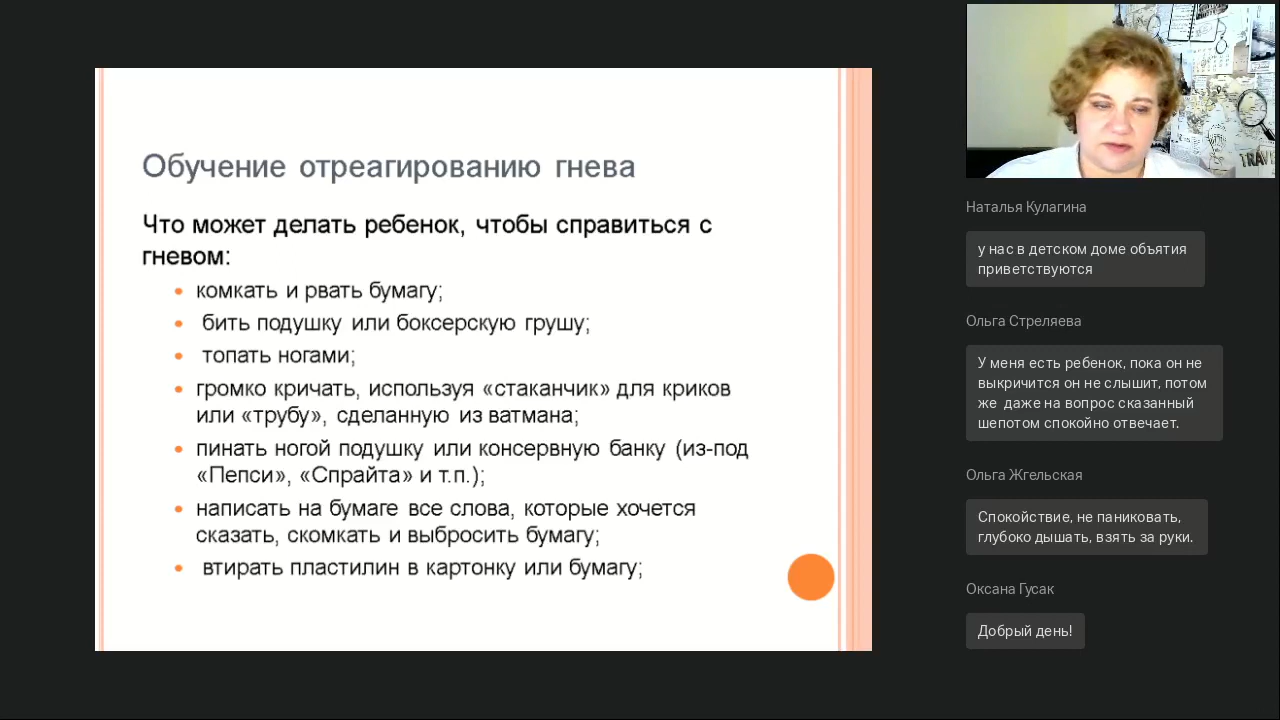 Обучение отреагированию гнева
Что может делать ребенок, чтобы справиться с
гневом:
• комкать и рвать бумагу;
• бить подушку или боксерскую грушу;
• топать ногами;
• громко кричать, используя «стаканчик» для криков
или «трубу», сделанную из ватмана;
• пинать ногой подушку или консервную банку (из-под
«Пепси», «Спрайта» и т.п.);
• написать на бумаге все слова, которые хочется
сказать, скомкать и выбросить бумагу;
• втирать пластилин в картонку или бумагу;
TRAV
Наталья Кулагина
у нас в детском доме объятия
приветствуются
Ольга Стреляева
У меня есть ребенок, пока он не
выкричится он не слышит, потом
же даже на вопрос сказанный
шепотом спокойно отвечает.
Ольга Жгельская
Спокойствие, не паниковать,
глубоко дышать, взять за руки.
Оксана Гусак
Добрый день!